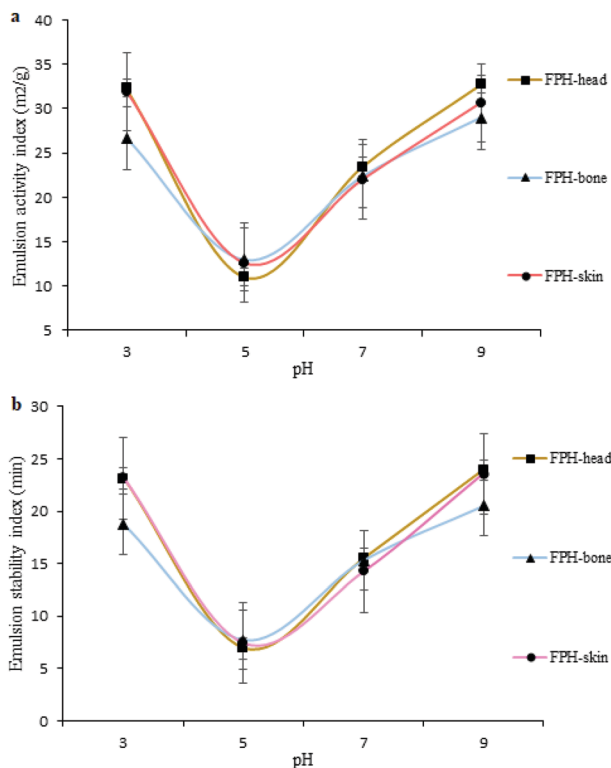 a
Emulsion activity index (m2/g)
40
35
30
25
20
15
10
5
3
5
7
9
pH
FPH-head
FPH-bone
FPH-skin
b
Emulsion stability index (min)
30
25
20
15
10
5
0
3
5
7
9
pH
FPH-head
FPH-bone
FPH-skin